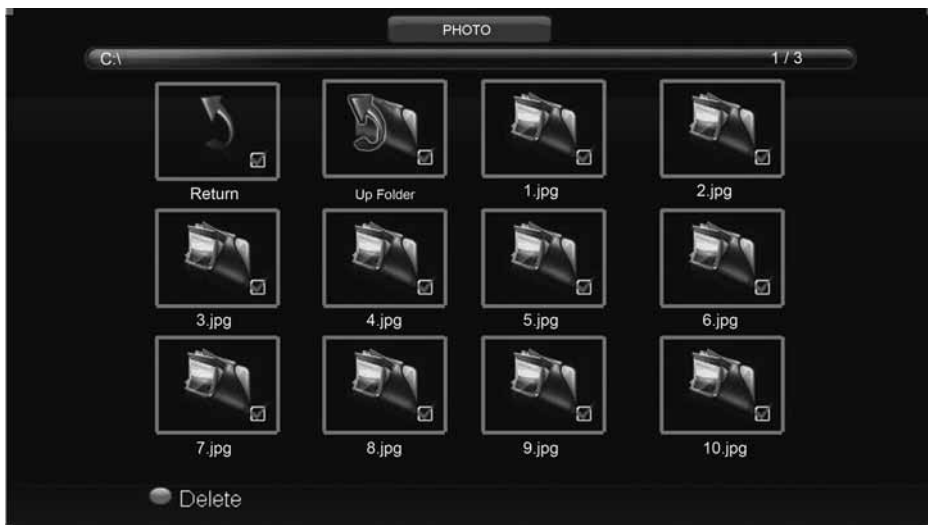 PHOTO
C:\ 1 / 3
Return Up Folder 1.jpg 2.jpg
3.jpg 4.jpg 5.jpg 6.jpg
7.jpg 8.jpg 9.jpg 10.jpg
Delete